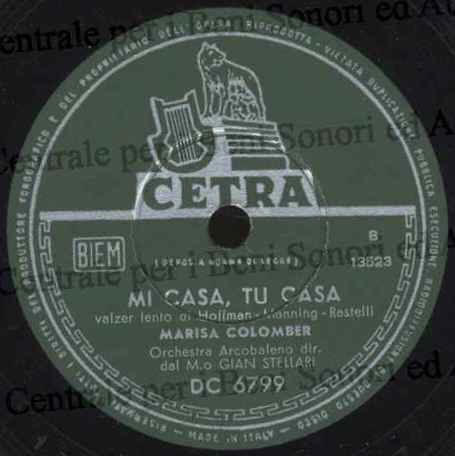 CETRA
BIEM
B.
13523
MI CASA, TU CASA
valzer lento di Hoffman - Manning - Rastelli
MARISA COLOMBER
Orchestra Arcobaleno dir.
dal M.o GIAN STELLARI
DC 6799
MADE IN ITALY
entrale per i Beni Sonori ed Au
Centrale per i Beni Sonori ed A
Centrale per i Beni Sonori ed
Centrale per i Beni Sonori ed A